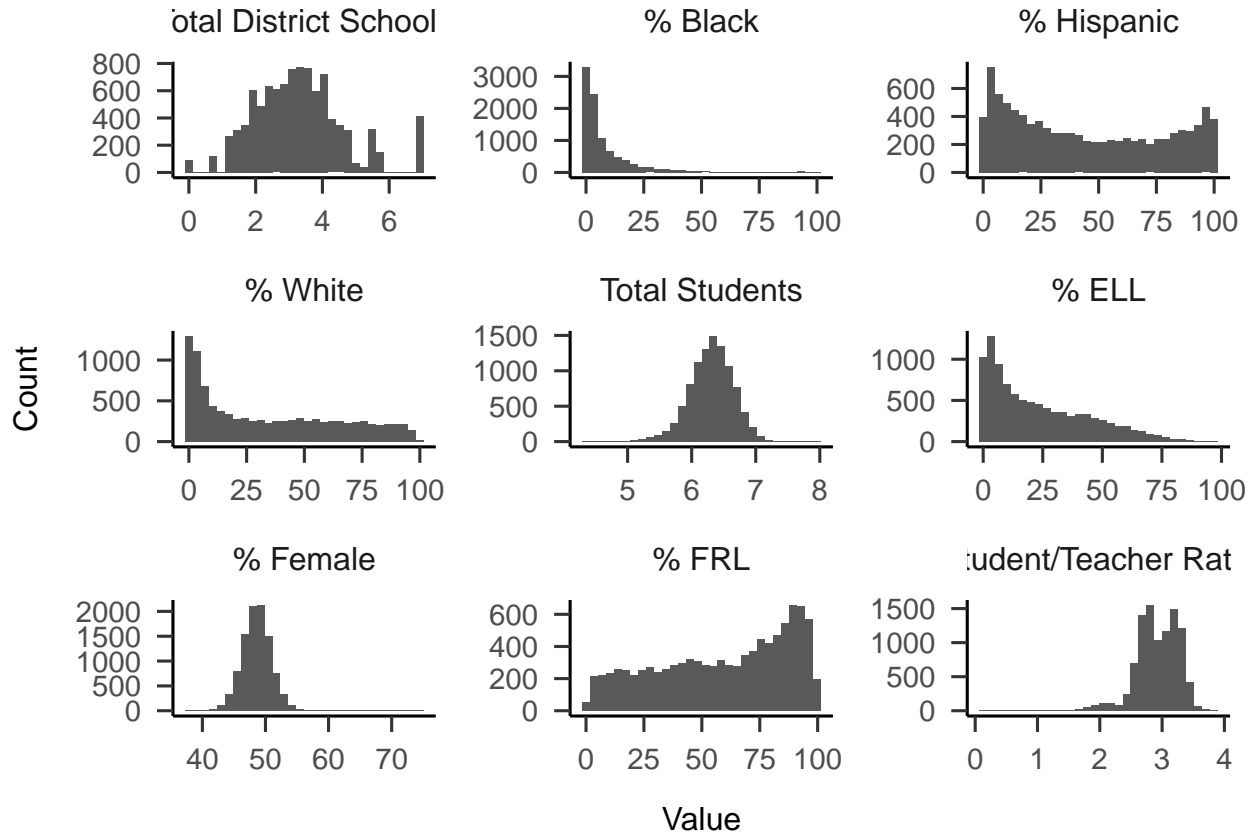 otal District School
% Black
% Hispanic
800
600
400
200
0
0 2 4 6
3000
2000
1000
0
0 25 50 75 100
600
400
200
0
0 25 50 75 100
% White
Total Students
% ELL
1000
500
0
0 25 50 75 100
1500
1000
500
0
5 6 7 8
1000
500
0
0 25 50 75 100
Count
% Female
% FRL
tudent/Teacher Rat
2000
1500
1000
500
0
40 50 60 70
600
400
200
0
0 25 50 75 100
1500
1000
500
0
0 1 2 3 4
Value